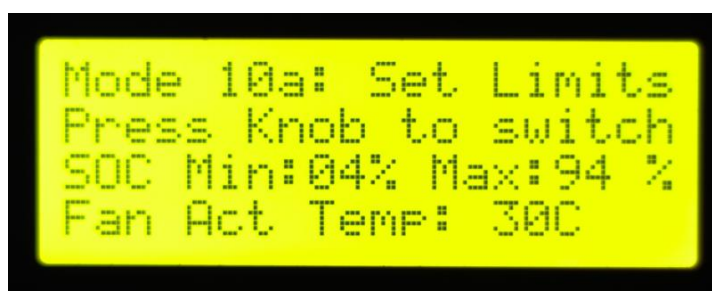 Mode 10a: Set Limits
Press Knob to switch
SOC Min:04% Max:94 %
Fan Act Temp: 30C